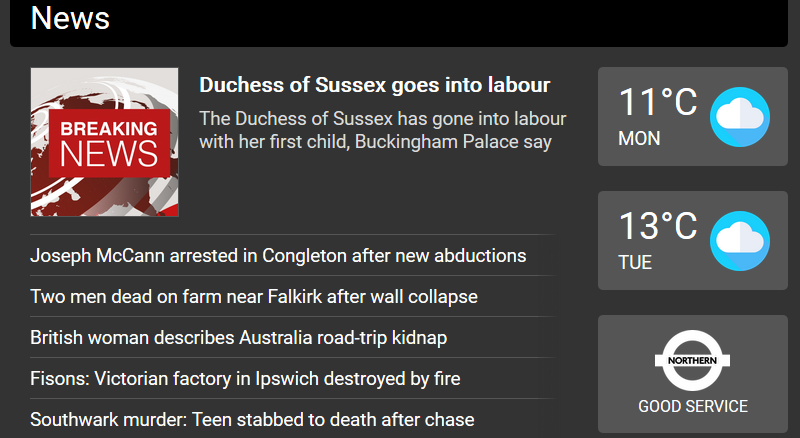 News
BREAKING
NEWS
Duchess of Sussex goes into labour
The Duchess of Sussex has gone into labour
with her first child, Buckingham Palace say
Joseph McCann arrested in Congleton after new abductions
Two men dead on farm near Falkirk after wall collapse
British woman describes Australia road-trip kidnap
Fisons: Victorian factory in Ipswich destroyed by fire
Southwark murder: Teen stabbed to death after chase
11°C
MON
13°C
TUE
NORTHERN
GOOD SERVICE